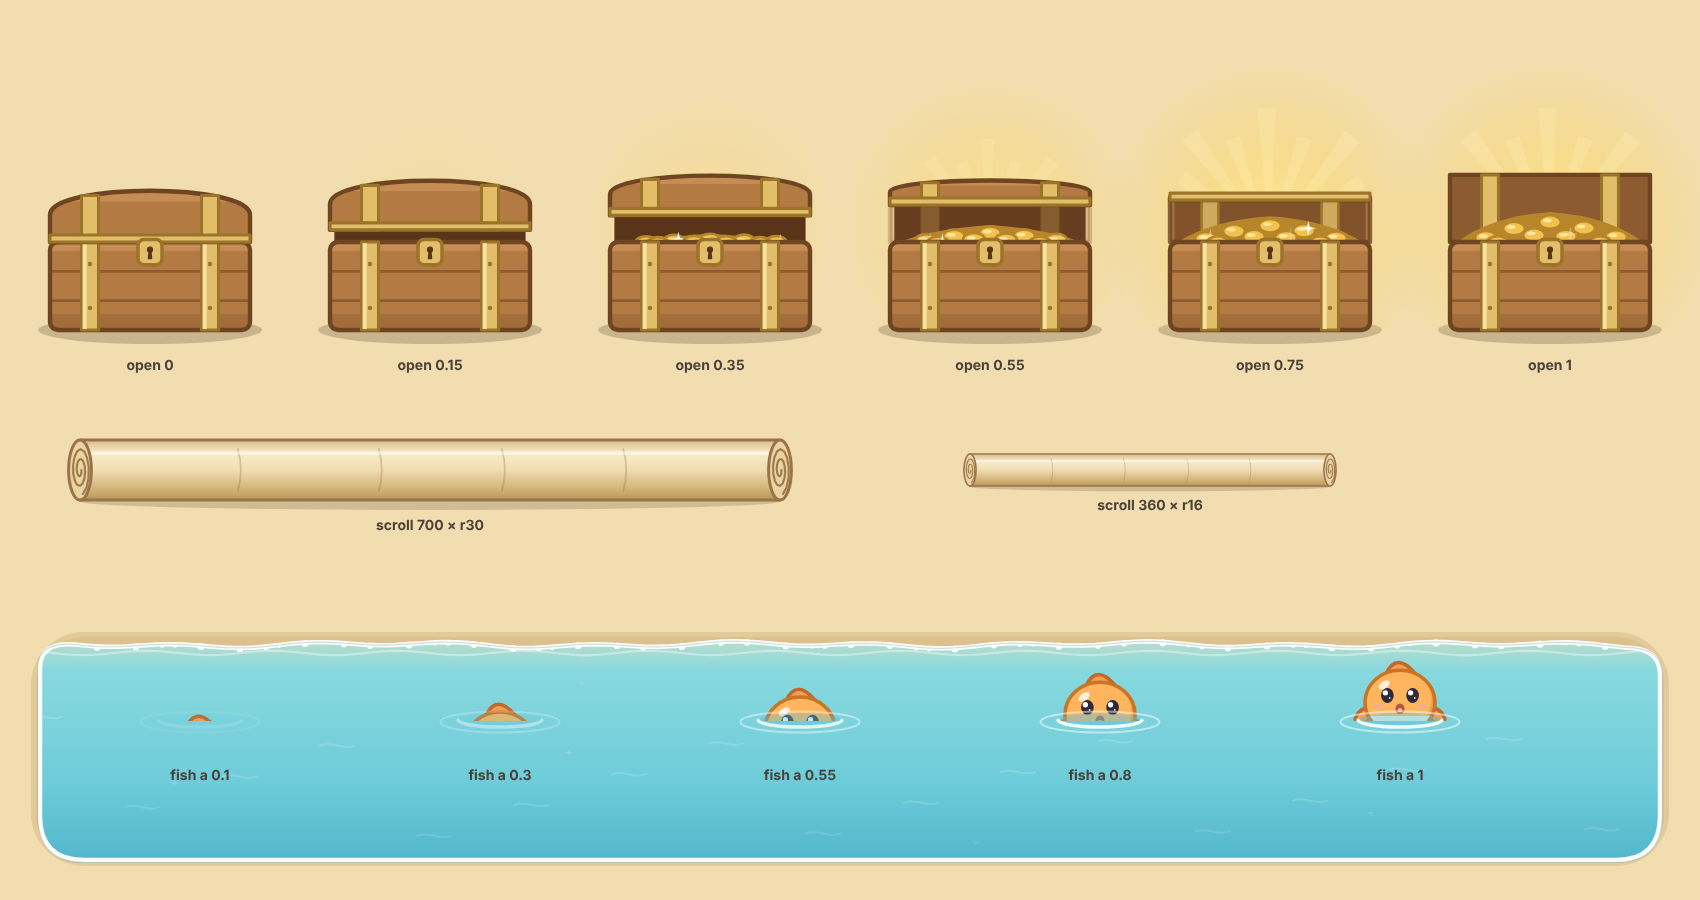 open 0
open 0.15
open 0.35
open 0.55
open 0.75
open 1
scroll 700 × r30
scroll 360 × r16
fish a 0.1
fish a 0.3
fish a 0.55
fish a 0.8
fish a 1